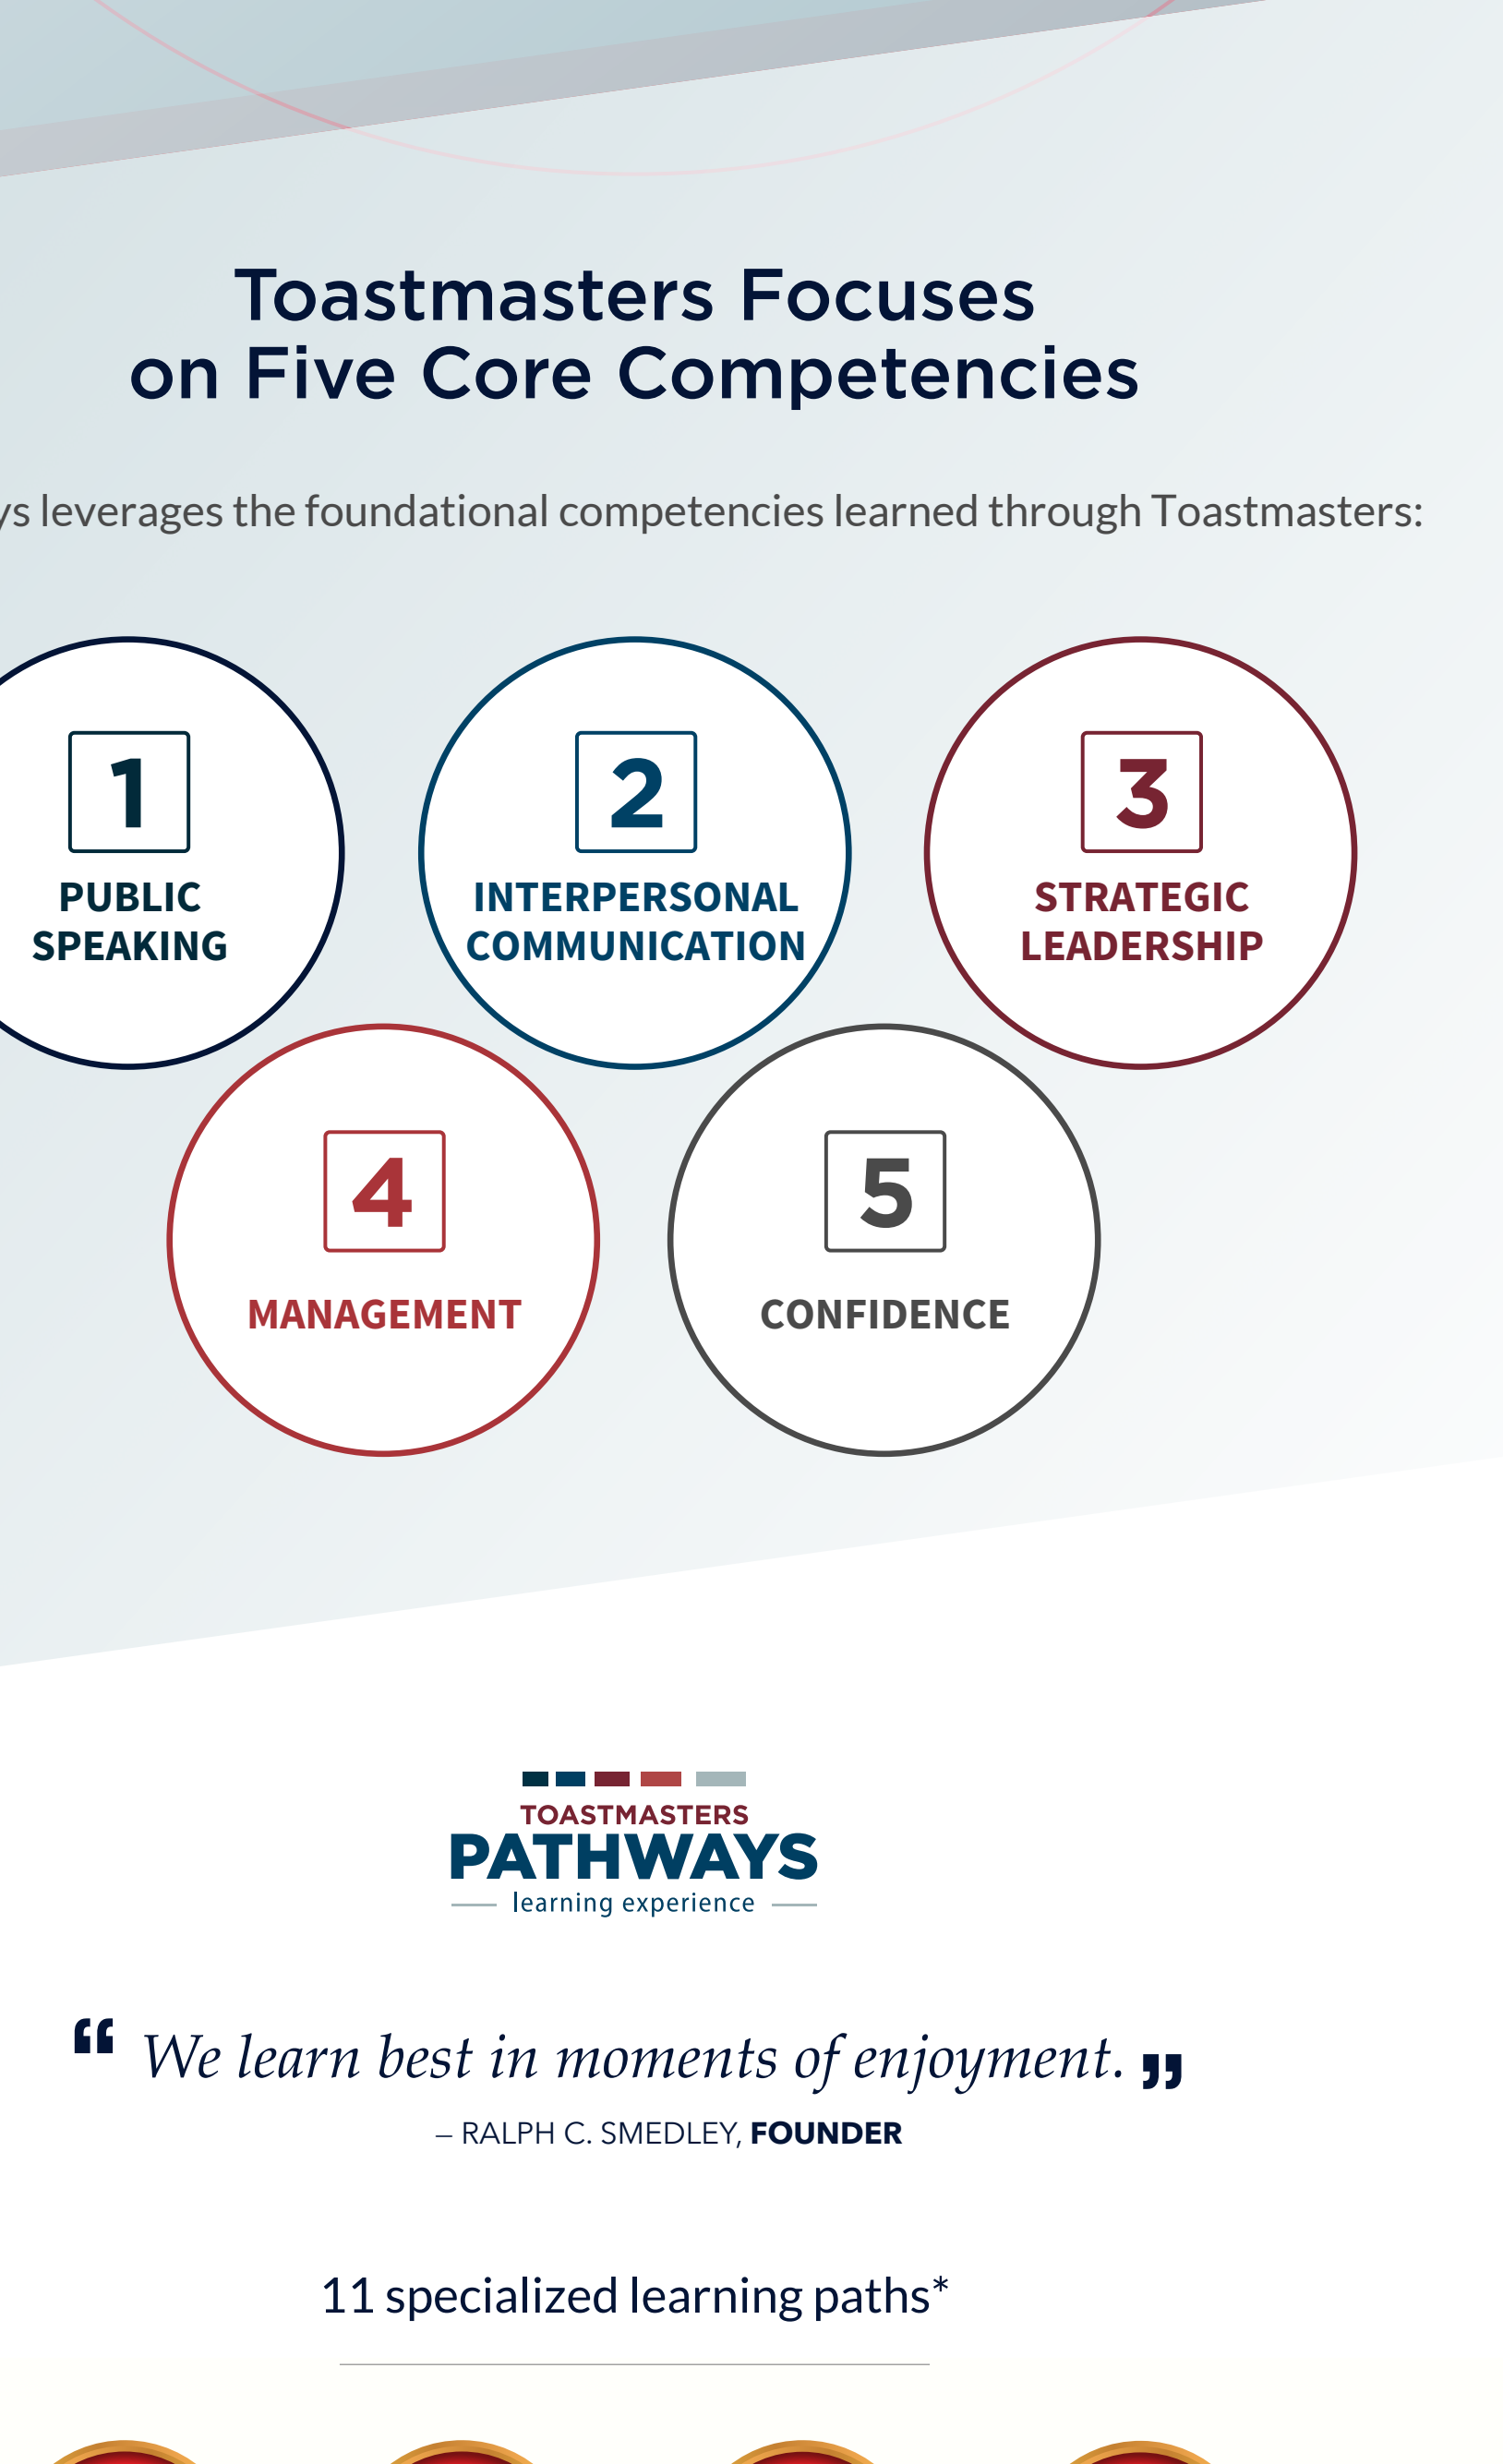 Toastmasters Focuses
on Five Core Competencies
leverages the foundational competencies learned through Toastmasters:
1
PUBLIC
SPEAKING
2
INTERPERSONAL
COMMUNICATION
3
STRATEGIC
LEADERSHIP
4
MANAGEMENT
5
CONFIDENCE
TOASTMASTERS
PATHWAYS
learning experience
“ We learn best in moments of enjoyment. ”
– RALPH C. SMEDLEY, FOUNDER
11 specialized learning paths*